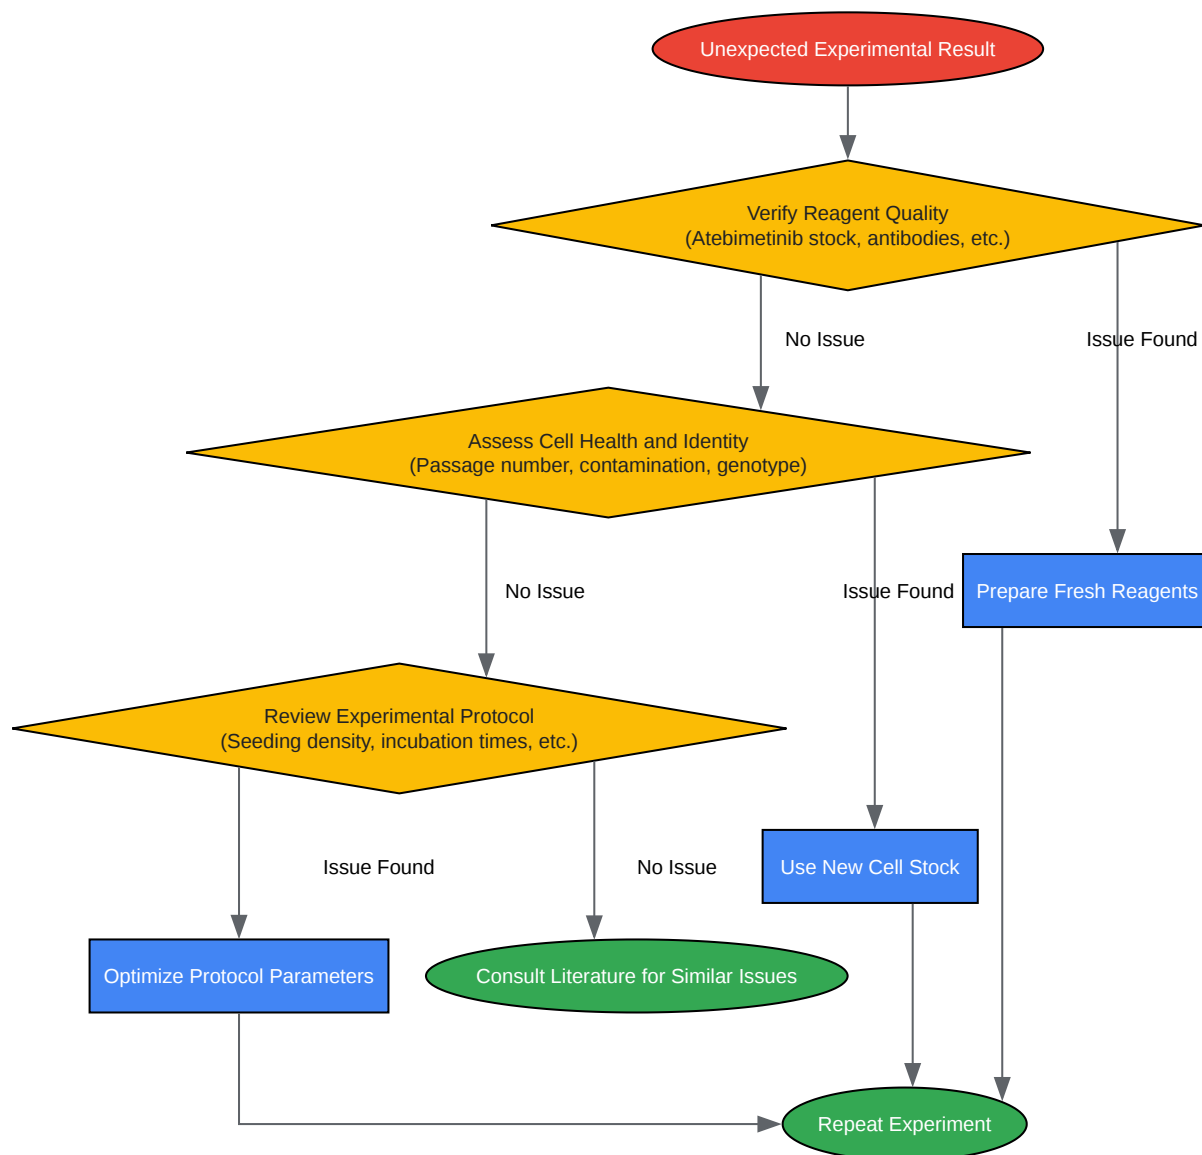 Unexpected Experimental Result
Verify Reagent Quality
(Atebimetinib stock, antibodies, etc.)
No Issue
Issue Found
Assess Cell Health and Identity
(Passage number, contamination, genotype)
No Issue
Issue Found
Prepare Fresh Reagents
Review Experimental Protocol
(Seeding density, incubation times, etc.)
Issue Found
No Issue
Use New Cell Stock
Optimize Protocol Parameters
Consult Literature for Similar Issues
Repeat Experiment